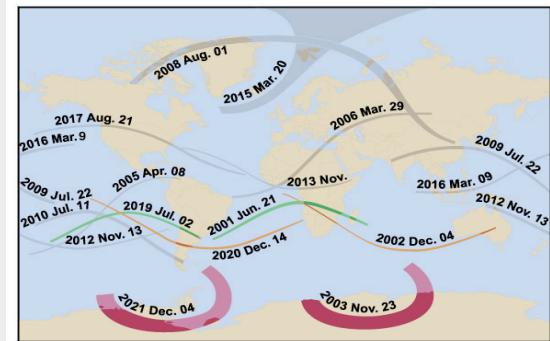 2008 Aug. 01
2015 Mar. 20
2006 Mar. 29
2017 Aug. 21
2016 Mar. 9
2009 Jul. 22
2005 Apr. 08
2013 Nov.
2016 Mar. 09
2009 Jul. 22
2010 Jul. 11
2019 Jul. 02
2001 Jun. 21
2012 Nov. 13
2012 Nov. 13
2020 Dec. 14
2002 Dec. 04
2021 Dec. 04
2003 Nov. 23